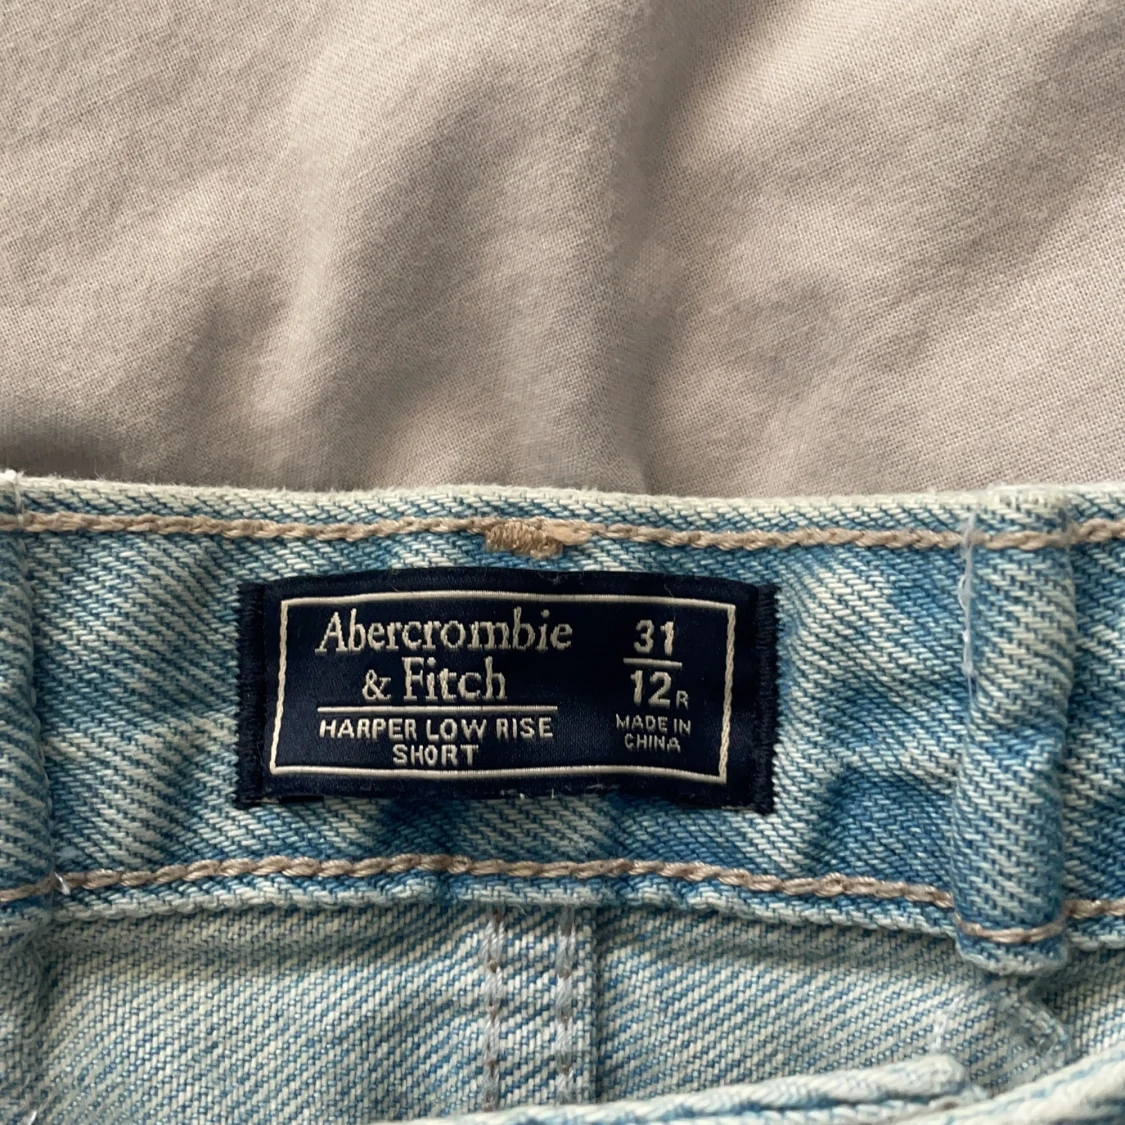 Abercrombie
& Fitch
HARPER LOW RISE
SHORT
31
12R
MADE IN
CHINA